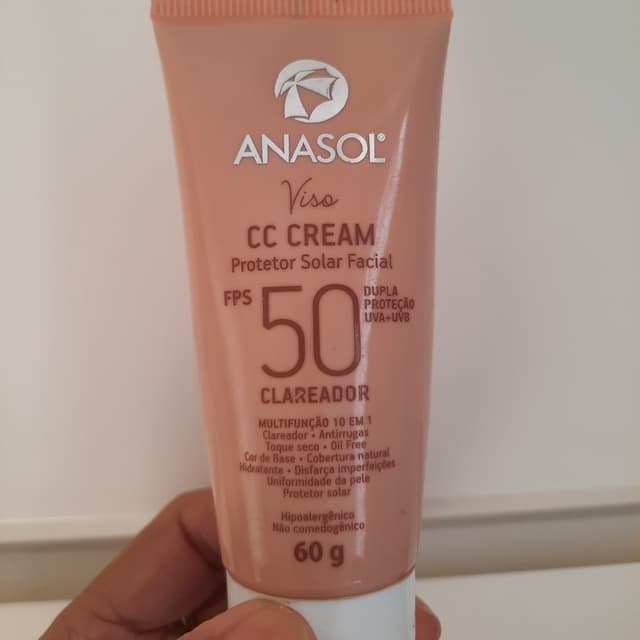 ANASOL®
Viso
CC CREAM
Protetor Solar Facial
FPS 50 DUPLA
PROTEÇÃO
UVA+UVB
CLAREADOR
MULTIFUNÇÃO 10 EM 1
Clareador • Antirrugas
Toque seco • Oil Free
Cor de Base • Cobertura natural
Hidratante • Disfarça imperfeições
Uniformidade da pele
Protetor solar
Hipoalergênico
Não comedogênico
60 g